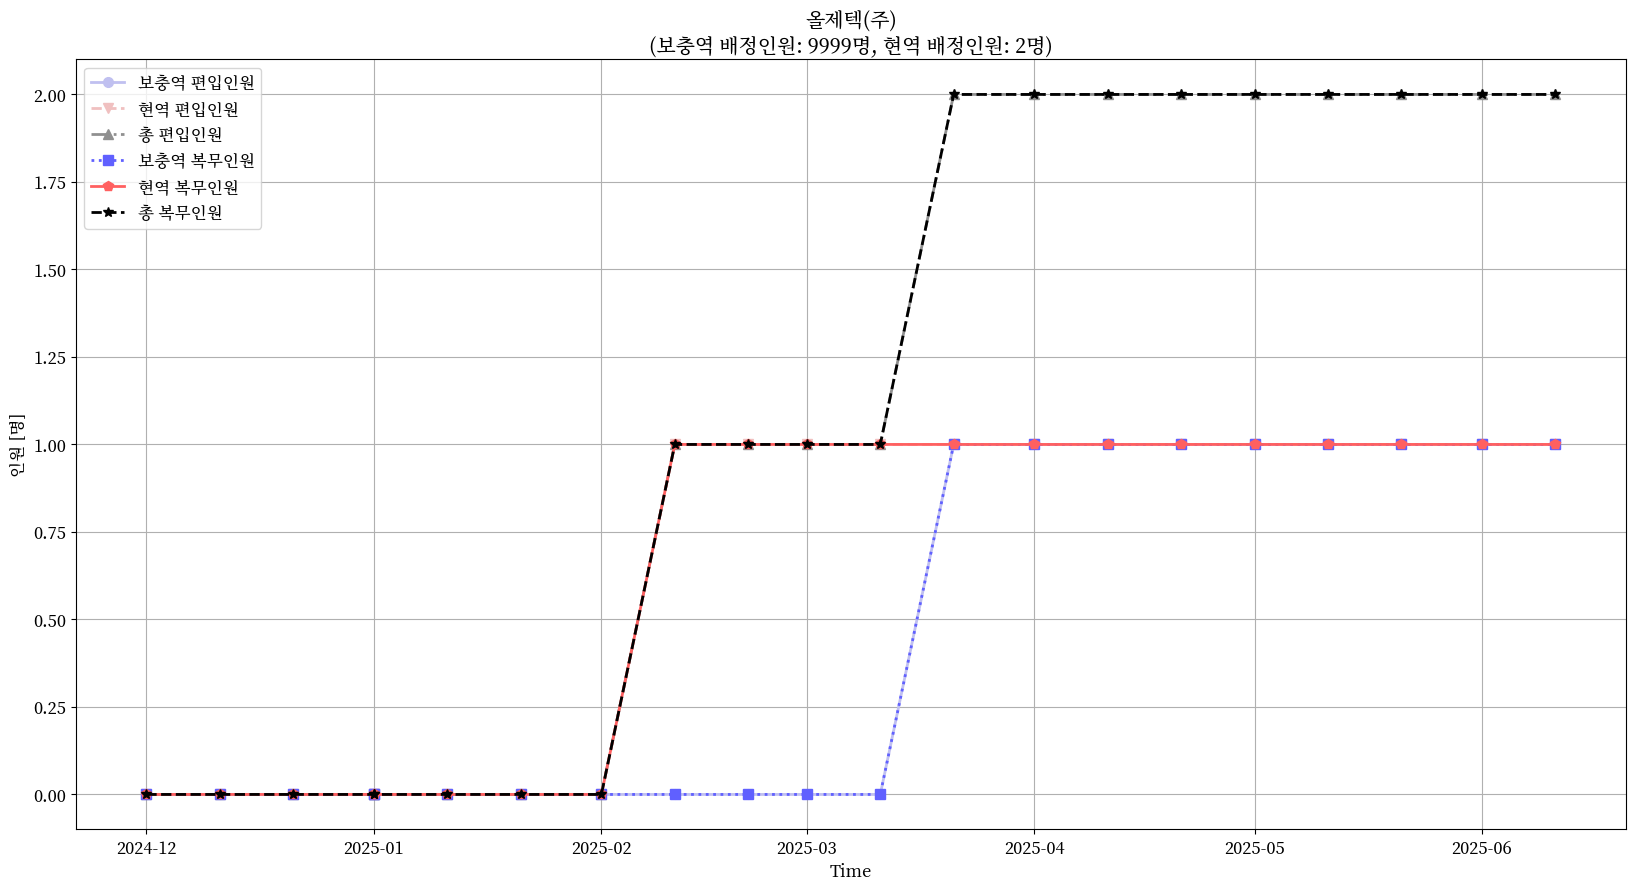 올제텍(주)
(보충역 배정인원: 9999명, 현역 배정인원: 2명)
보충역 편입인원
현역 편입인원
총 편입인원
보충역 복무인원
현역 복무인원
총 복무인원
2.00
1.75
1.50
1.25
1.00
0.75
0.50
0.25
0.00
인원 [명]
2024-12 2025-01 2025-02 2025-03 2025-04 2025-05 2025-06
Time